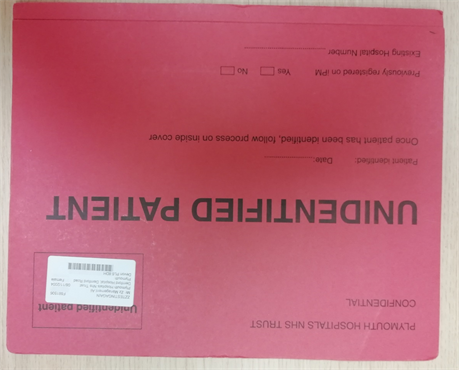 PLYMOUTH HOSPITALS NHS TRUST
CONFIDENTIAL
Unidentified patient
UNIDENTIFIED PATIENT
Patient identified: Date:
Once patient has been identified, follow process on inside cover
Previously registered on iPM Yes No
Existing Hospital Number